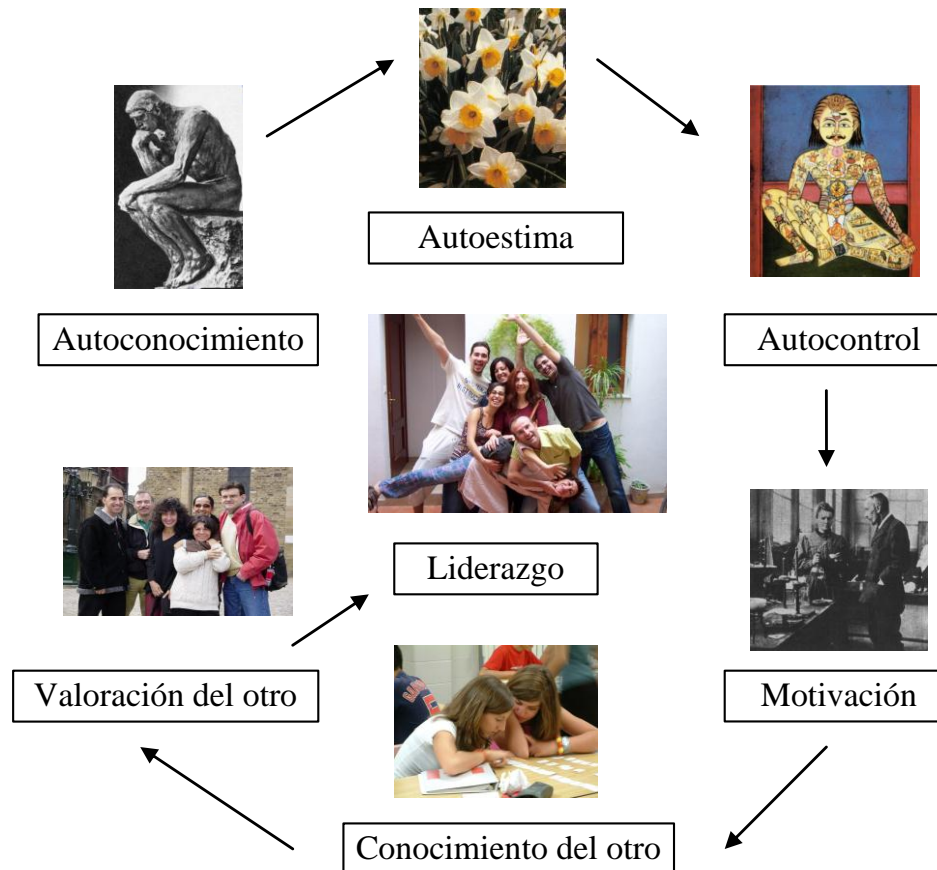 Autoestima
Autoconocimiento
Autocontrol
Liderazgo
Valoración del otro
Motivación
Conocimiento del otro